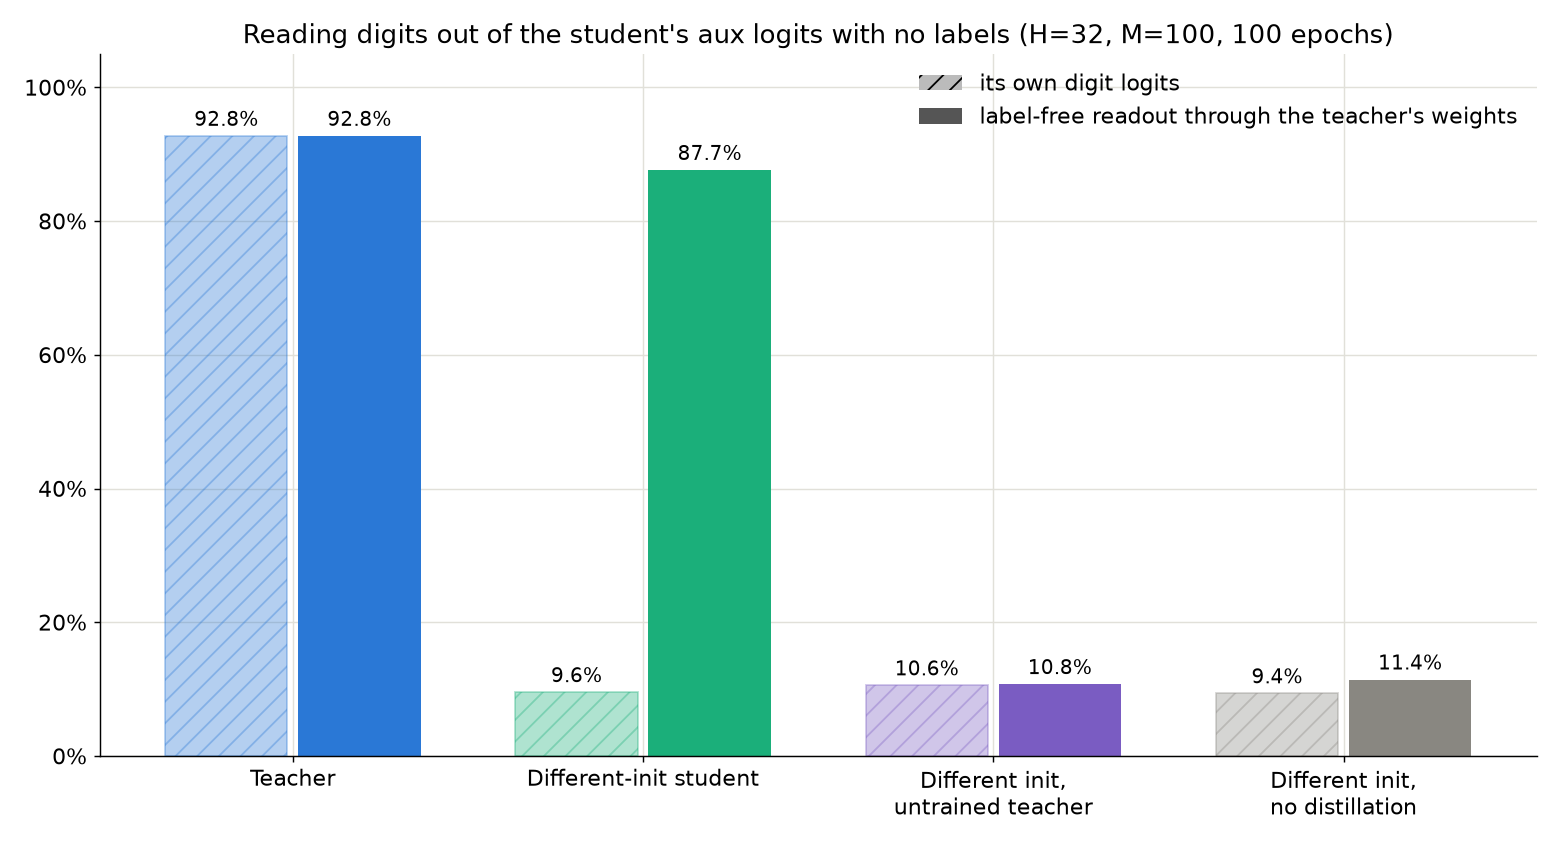 Reading digits out of the student's aux logits with no labels (H=32, M=100, 100 epochs)
its own digit logits
label-free readout through the teacher's weights
100%
80%
60%
40%
20%
0%
92.8%
92.8%
9.6%
87.7%
10.6%
10.8%
9.4%
11.4%
Teacher
Different-init student
Different init,
untrained teacher
Different init,
no distillation